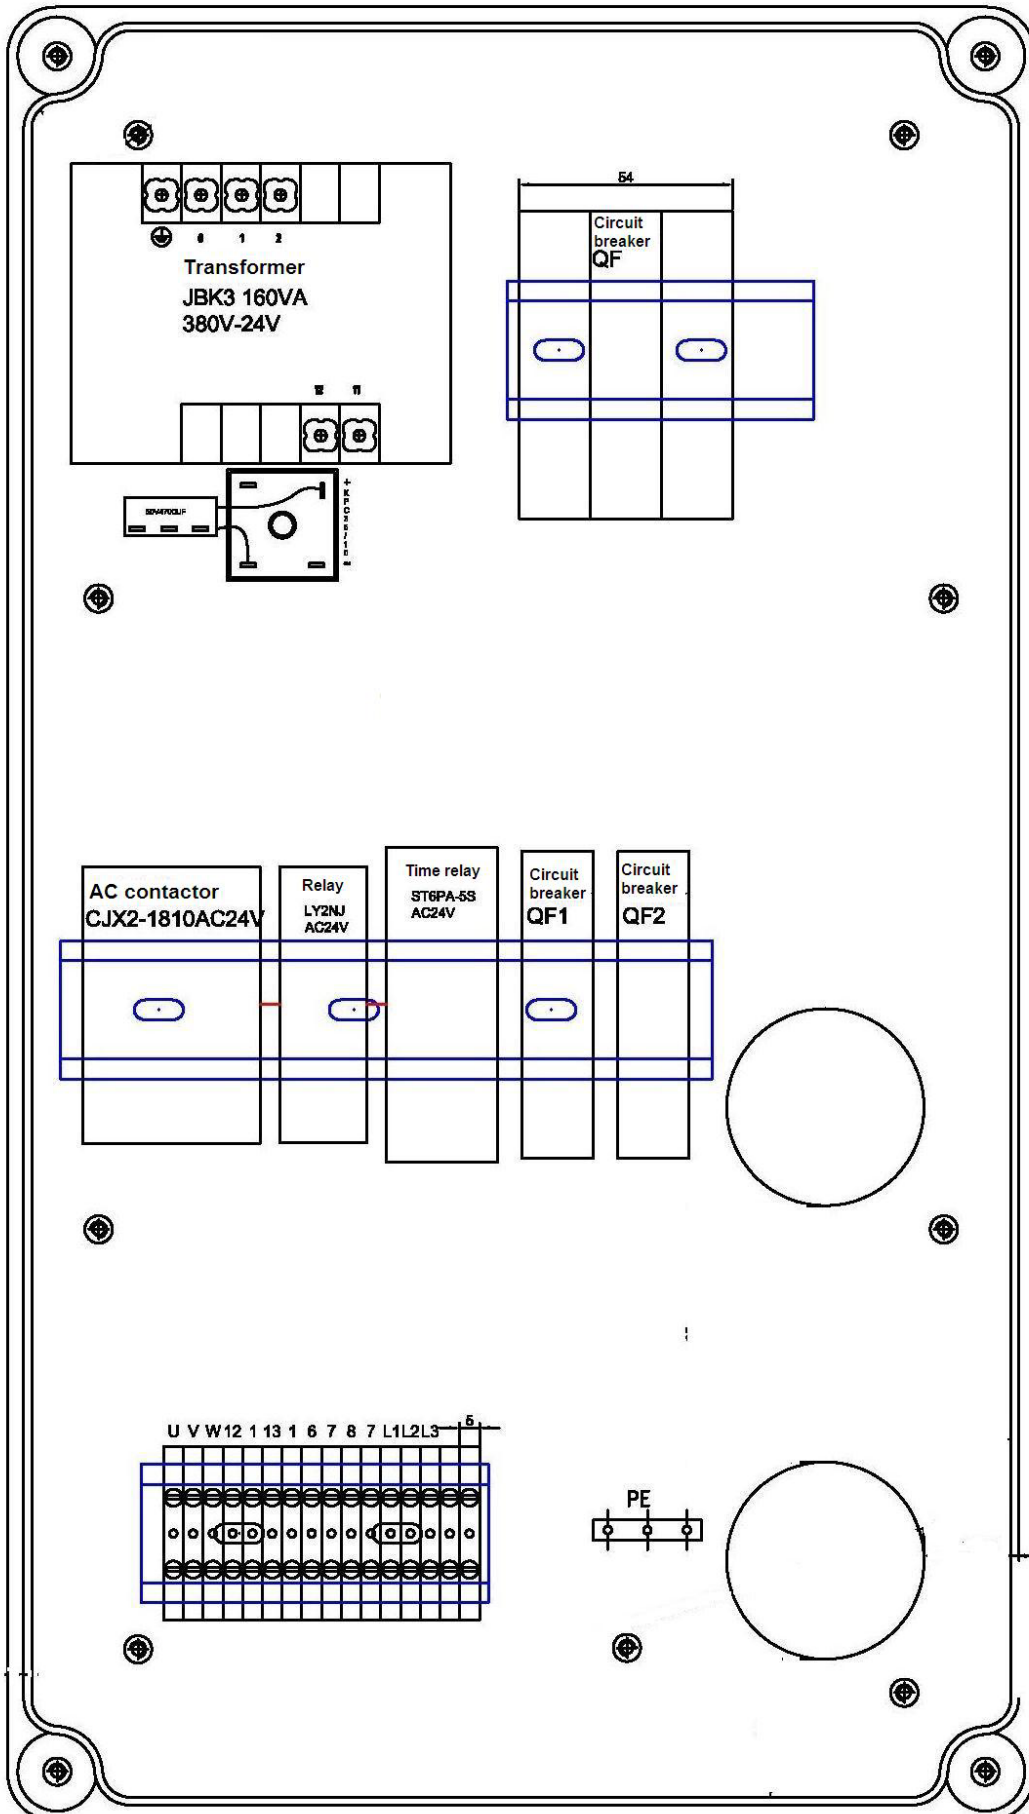 54
Circuit
breaker
QF
1 2
Transformer
JBK3 160VA
380V-24V
11
50V4700UF
AC contactor
CJX2-1810AC24V
Relay
LY2NJ
AC24V
Time relay
ST6PA-5S
AC24V
Circuit
breaker
QF1
Circuit
breaker
QF2
U V W 12 1 13 1 6 7 8 7 L1 L2 L3
5
PE